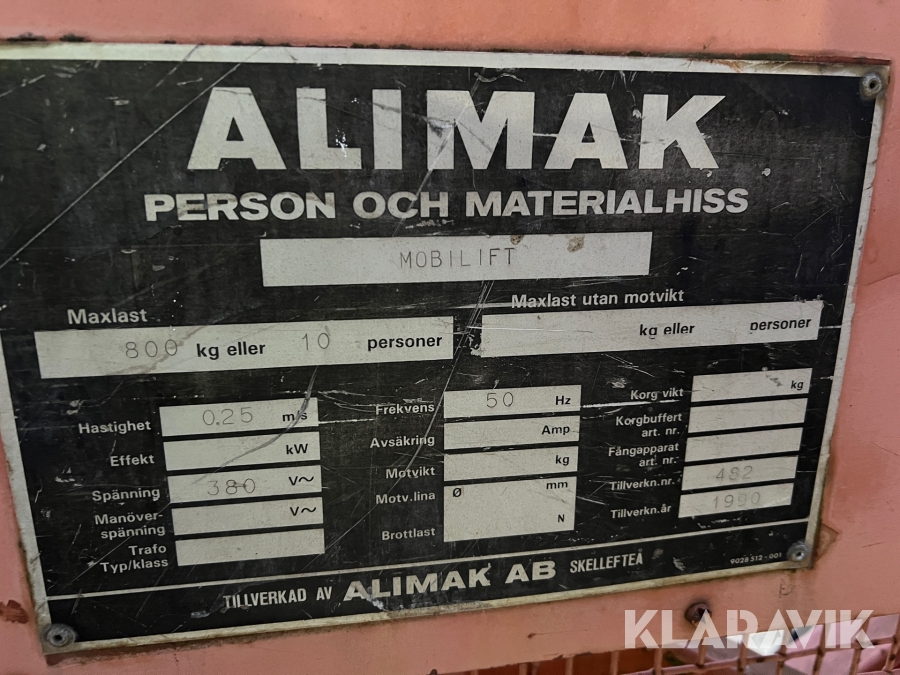 ALIMAK
PERSON OCH MATERIALHISS
MOBILIFT
Maxlast
800 kg eller 10 personer
Maxlast utan motvikt
kg eller personer
Hastighet 0.25 m/s
Effekt kW
Spänning 380 V~
Manöver-
spänning V~
Trafo
Typ/klass
Frekvens 50 Hz
Avsäkring Amp
Motvikt kg
Motv.lina Ø mm
Brottlast N
Korg vikt kg
Korgbuffert
art. nr.
Fångapparat
art. nr.
Tillverkn.nr. 482
Tillverkn.år 1990
TILLVERKAD AV ALIMAK AB SKELLEFTEÅ
9028 512-001
KLARAVIK